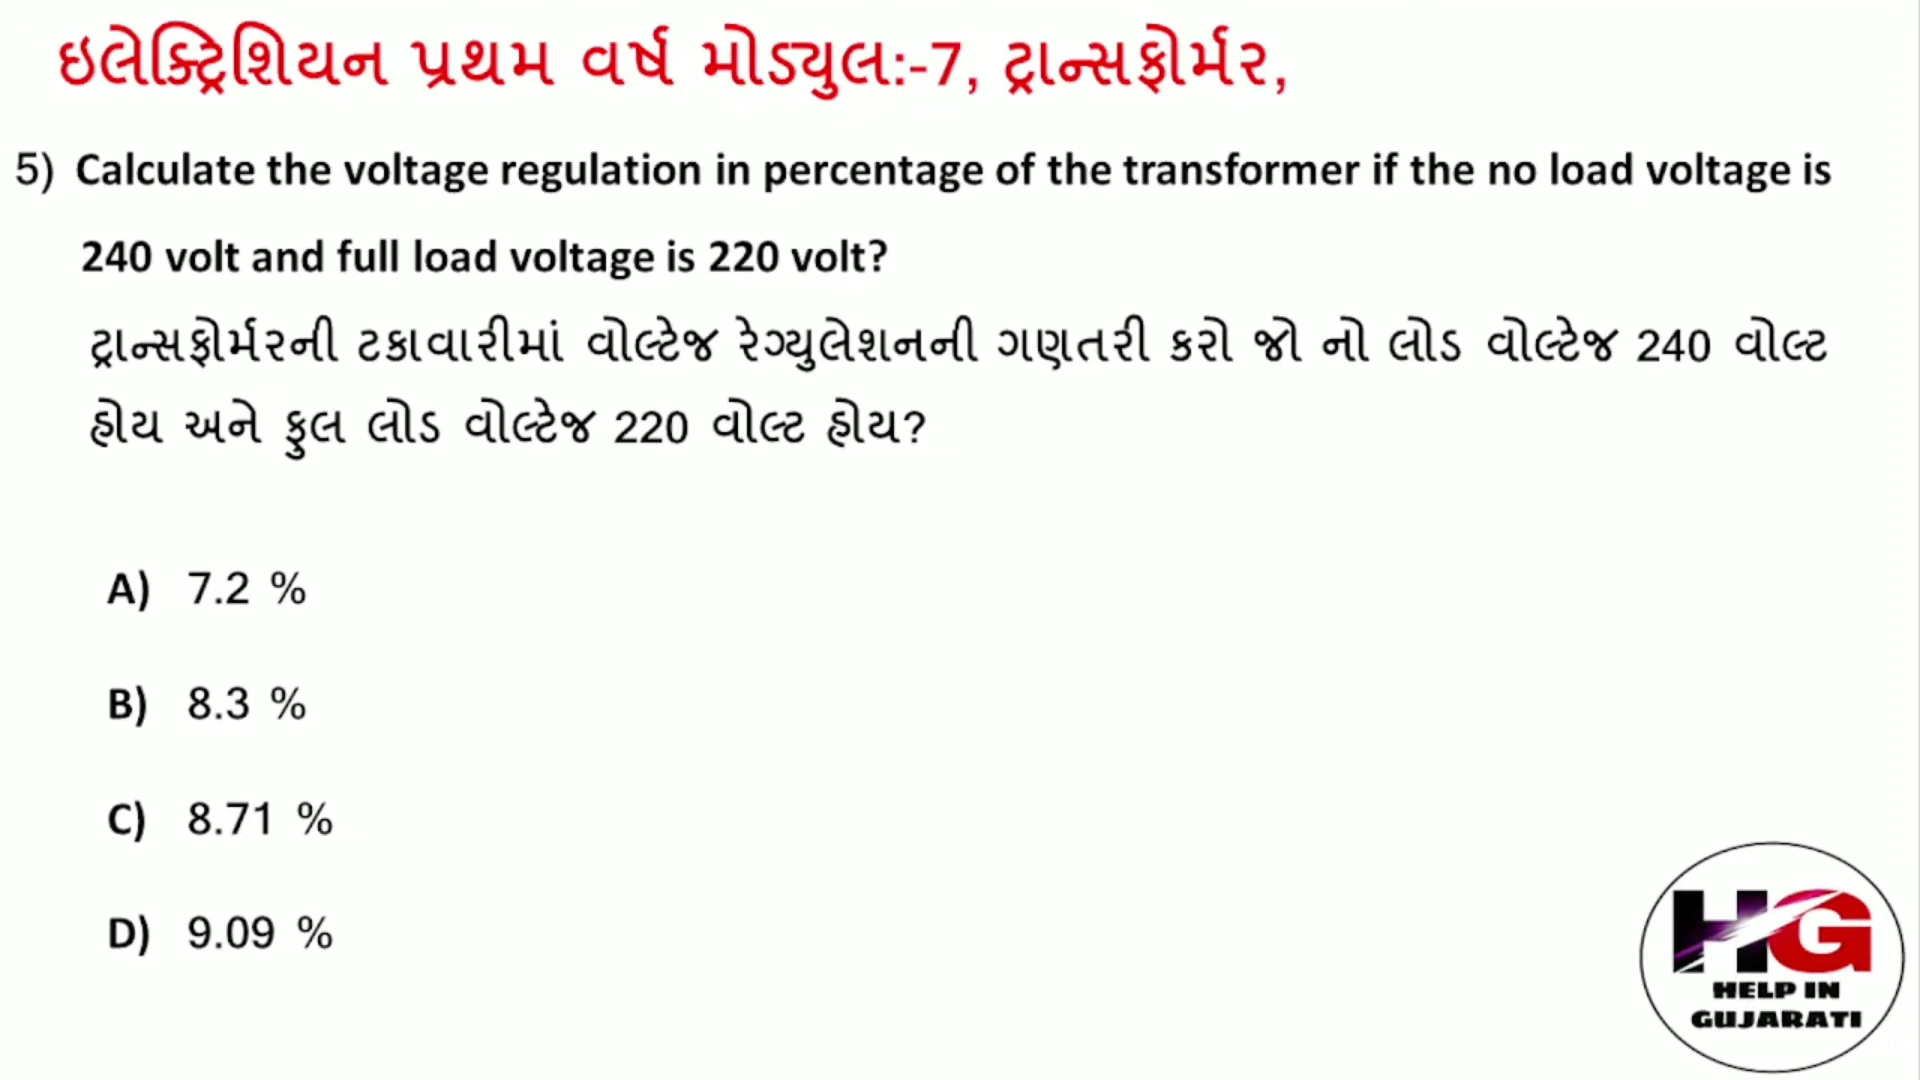 ઇલેક્ટ્રિશિયન પ્રથમ વર્ષ મોડ્યુલ:-7, ટ્રાન્સફોર્મર,
5) Calculate the voltage regulation in percentage of the transformer if the no load voltage is
240 volt and full load voltage is 220 volt?
ટ્રાન્સફોર્મરની ટકાવારીમાં વોલ્ટેજ રેગ્યુલેશનની ગણતરી કરો જો નો લોડ વોલ્ટેજ 240 વોલ્ટ
હોય અને ફુલ લોડ વોલ્ટેજ 220 વોલ્ટ હોય?
A) 7.2 %
B) 8.3 %
C) 8.71 %
D) 9.09 %
HG
HELP IN
GUJARATI